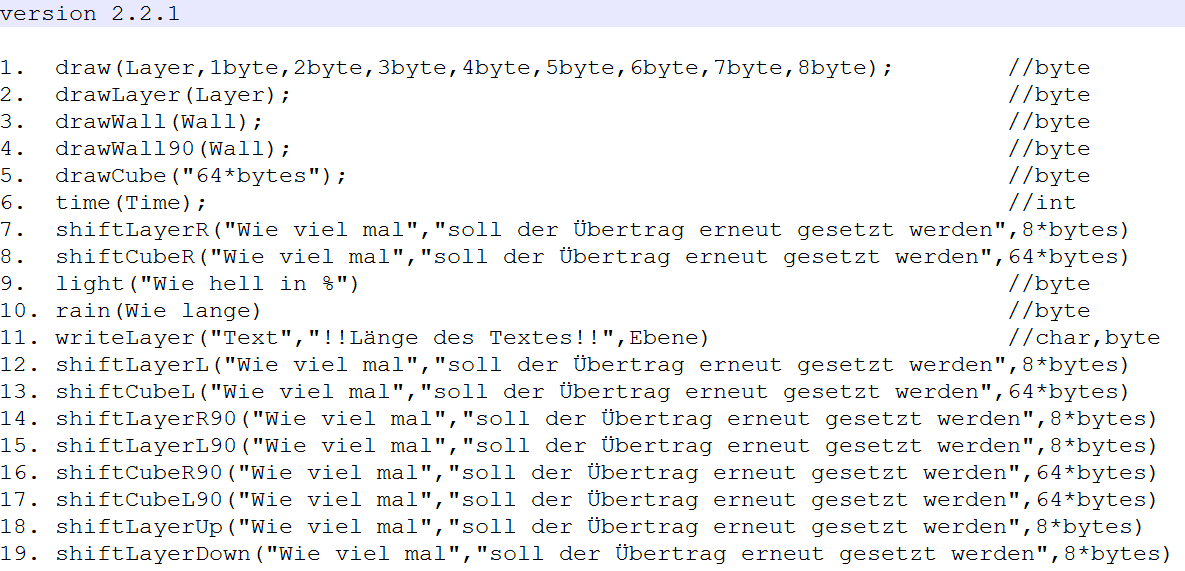 version 2.2.1
1. draw(Layer,1byte,2byte,3byte,4byte,5byte,6byte,7byte,8byte); //byte
2. drawLayer(Layer); //byte
3. drawWall(Wall); //byte
4. drawWall90(Wall); //byte
5. drawCube("64*bytes"); //byte
6. time(Time); //int
7. shiftLayerR("Wie viel mal","soll der Übertrag erneut gesetzt werden",8*bytes)
8. shiftCubeR("Wie viel mal","soll der Übertrag erneut gesetzt werden",64*bytes)
9. light("Wie hell in %") //byte
10. rain(Wie lange) //byte
11. writeLayer("Text","!!Länge des Textes!!",Ebene) //char,byte
12. shiftLayerL("Wie viel mal","soll der Übertrag erneut gesetzt werden",8*bytes)
13. shiftCubeL("Wie viel mal","soll der Übertrag erneut gesetzt werden",64*bytes)
14. shiftLayerR90("Wie viel mal","soll der Übertrag erneut gesetzt werden",8*bytes)
15. shiftLayerL90("Wie viel mal","soll der Übertrag erneut gesetzt werden",8*bytes)
16. shiftCubeR90("Wie viel mal","soll der Übertrag erneut gesetzt werden",64*bytes)
17. shiftCubeL90("Wie viel mal","soll der Übertrag erneut gesetzt werden",64*bytes)
18. shiftLayerUp("Wie viel mal","soll der Übertrag erneut gesetzt werden",8*bytes)
19. shiftLayerDown("Wie viel mal","soll der Übertrag erneut gesetzt werden",8*bytes)